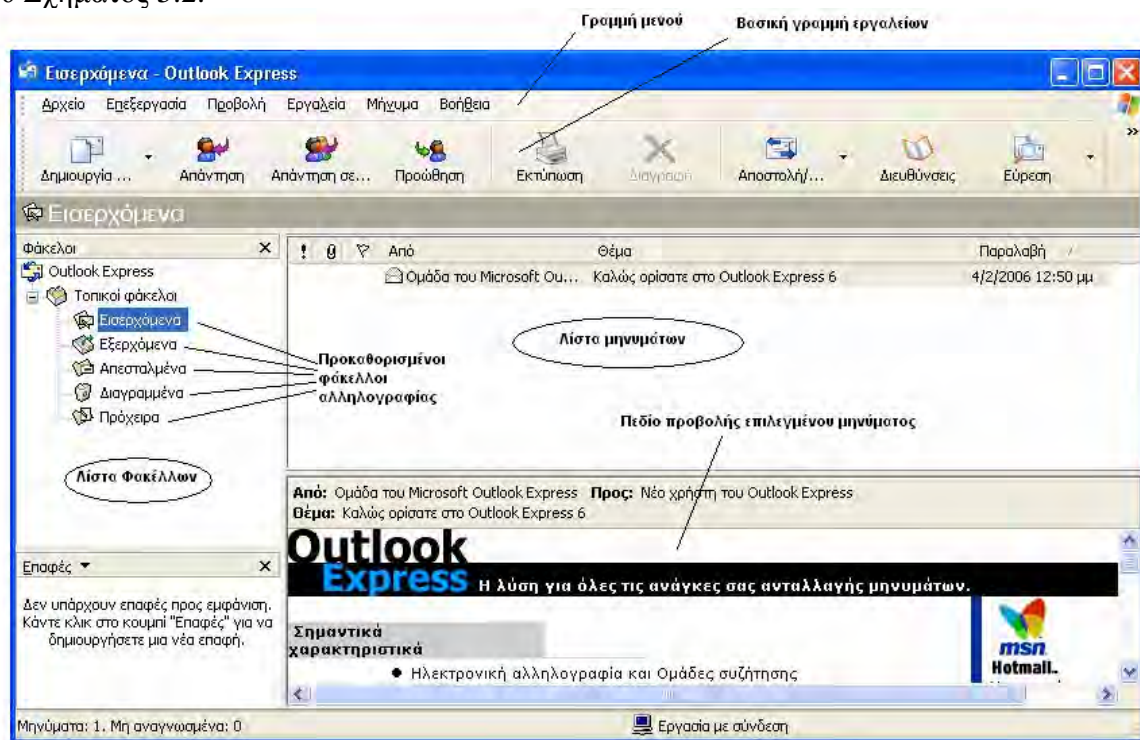 Γραμμή μενού
Βασική γραμμή εργαλείων
Εισερχόμενα - Outlook Express
Αρχείο Επεξεργασία Προβολή Εργαλεία Μήνυμα Βοήθεια
Δημιουργία ... Απάντηση Απάντηση σε... Προώθηση Εκτύπωση Διαγραφή Αποστολή/... Διευθύνσεις Εύρεση
Εισερχόμενα
Φάκελοι
! Από Θέμα Παραλαβή
Outlook Express
Ομάδα του Microsoft Ou... Καλώς ορίσατε στο Outlook Express 6 4/2/2006 12:50 μμ
Τοπικοί φάκελοι
Εισερχόμενα
Εξερχόμενα
Απεσταλμένα
Διαγραμμένα
Πρόχειρα
Προκαθορισμένοι
φάκελλοι
αλληλογραφίας
Λίστα μηνυμάτων
Πεδίο προβολής επιλεγμένου μηνύματος
Λίστα Φακέλλων
Από: Ομάδα του Microsoft Outlook Express Προς: Νέο χρήστη του Outlook Express
Θέμα: Καλώς ορίσατε στο Outlook Express 6
Outlook
Express Η λύση για όλες τις ανάγκες σας ανταλλαγής μηνυμάτων.
Επαφές
Δεν υπάρχουν επαφές προς εμφάνιση.
Κάντε κλικ στο κουμπί "Επαφές" για να
δημιουργήσετε μια νέα επαφή.
Σημαντικά
χαρακτηριστικά
● Ηλεκτρονική αλληλογραφία και Ομάδες συζήτησης
msn
Hotmail.
Μηνύματα: 1. Μη αναγνωσμένα: 0
Εργασία με σύνδεση